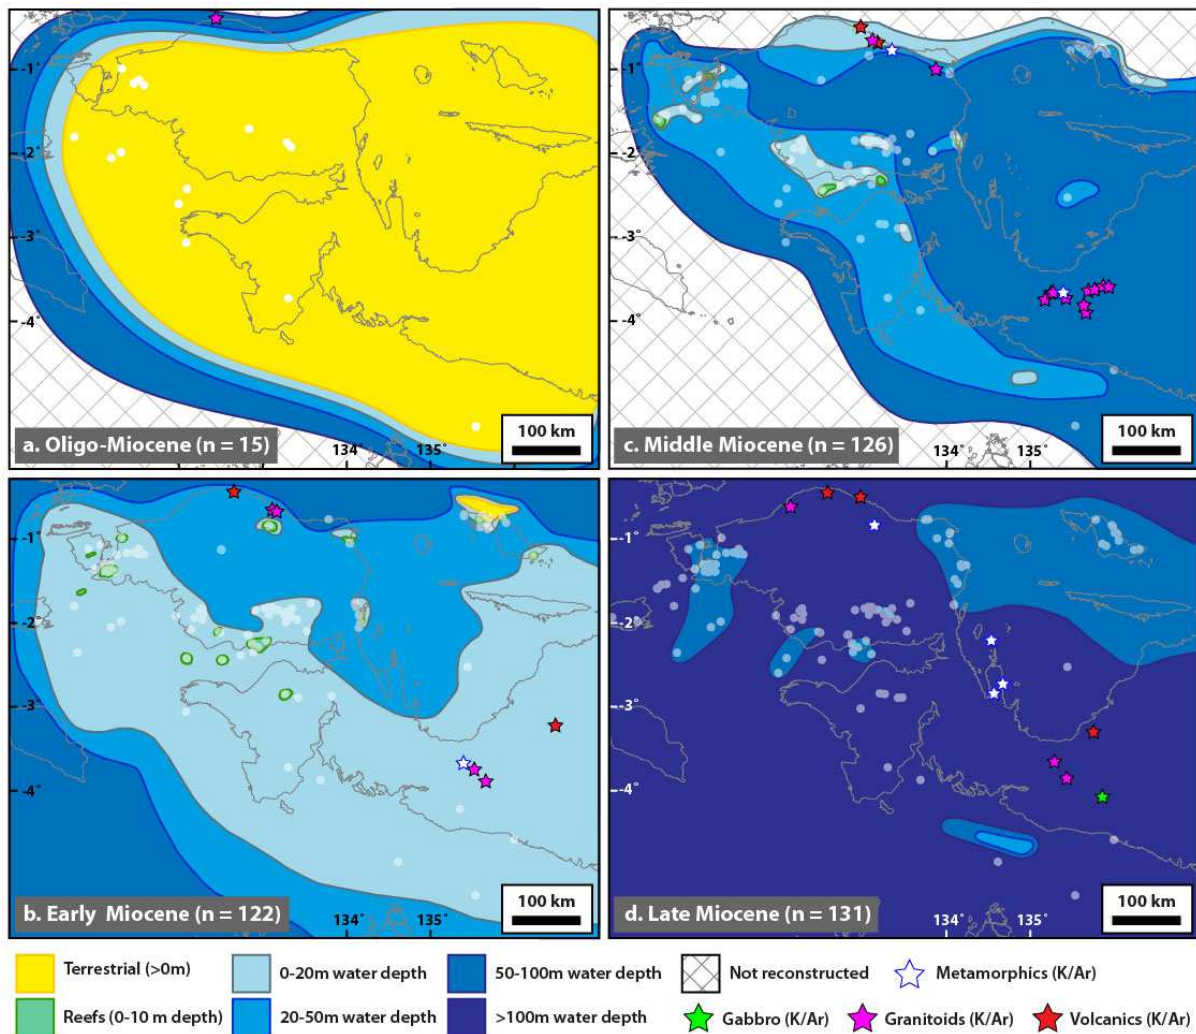 -1°
-2°
-3°
-4°
a. Oligo-Miocene (n = 15)
134
135
100 km
-1°
-2°
-3°
-4°
c. Middle Miocene (n = 126)
134
135
100 km
-1°
-2°
-3°
-4°
b. Early Miocene (n = 122)
134
135
100 km
-1°
-2°
-3°
-4°
d. Late Miocene (n = 131)
134
135
100 km
Terrestrial (>0m)
0-20m water depth
50-100m water depth
Not reconstructed
Metamorphics (K/Ar)
Reefs (0-10 m depth)
20-50m water depth
>100m water depth
Gabbro (K/Ar)
Granitoids (K/Ar)
Volcanics (K/Ar)